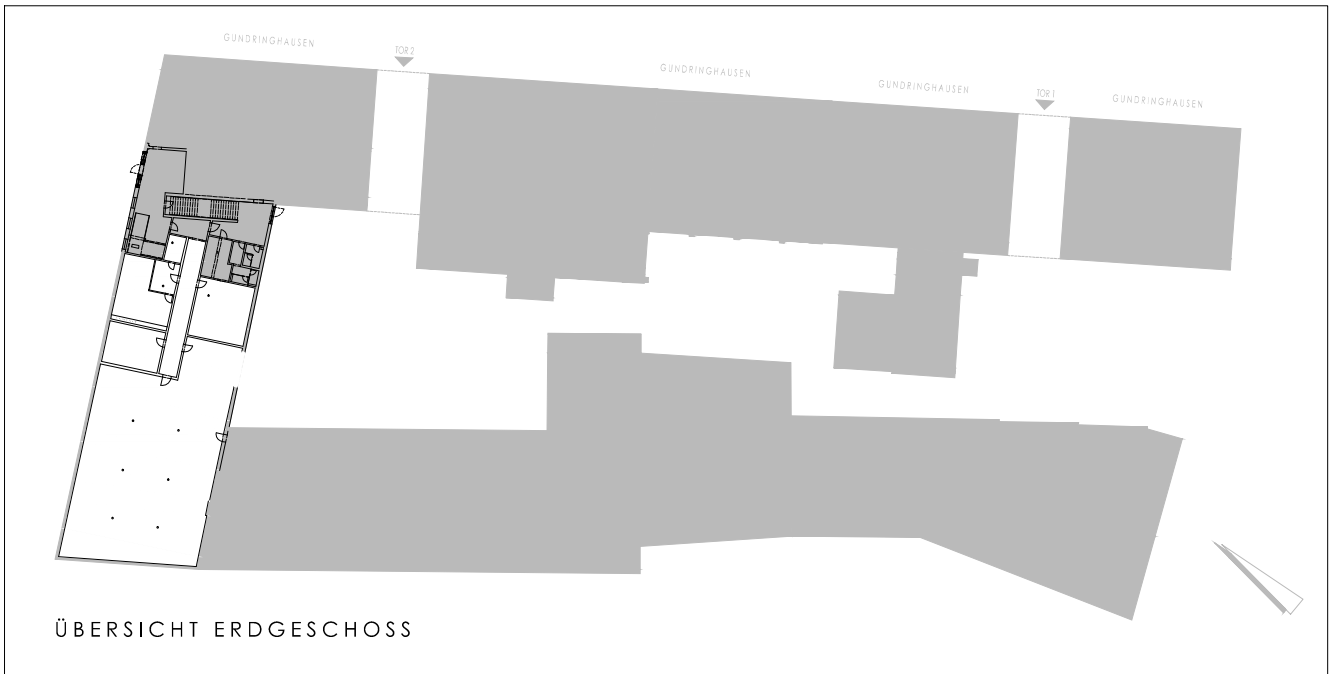 GUNDRINGHAUSEN
TOR 2
GUNDRINGHAUSEN
GUNDRINGHAUSEN
TOR 1
GUNDRINGHAUSEN
ÜBERSICHT ERDGESCHOSS